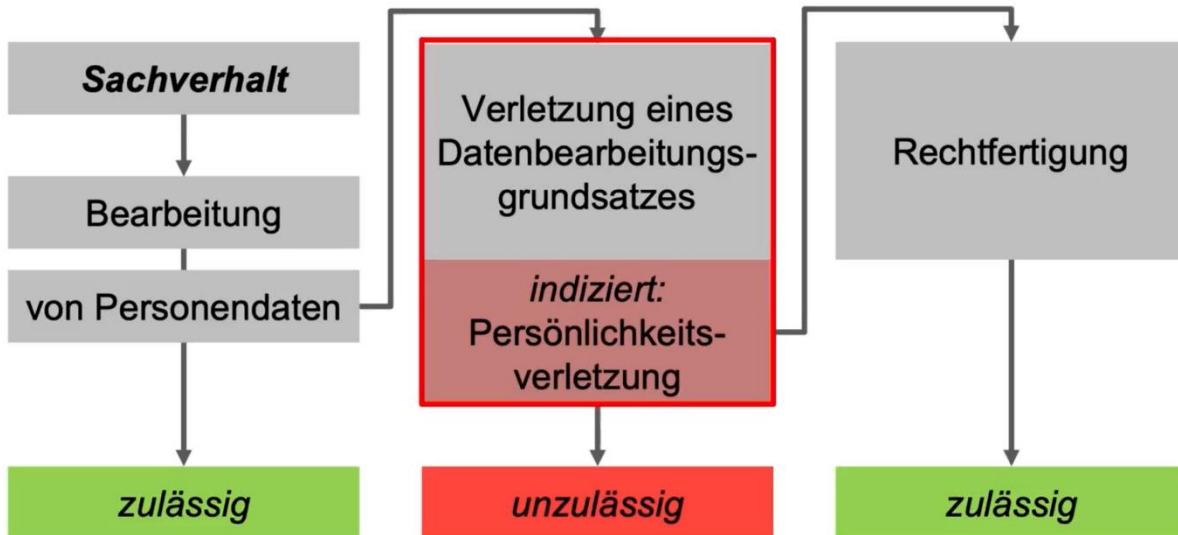 Sachverhalt
Bearbeitung
von Personendaten
zulässig
Verletzung eines
Datenbearbeitungs-
grundsatzes
indiziert:
Persönlichkeits-
verletzung
unzulässig
Rechtfertigung
zulässig